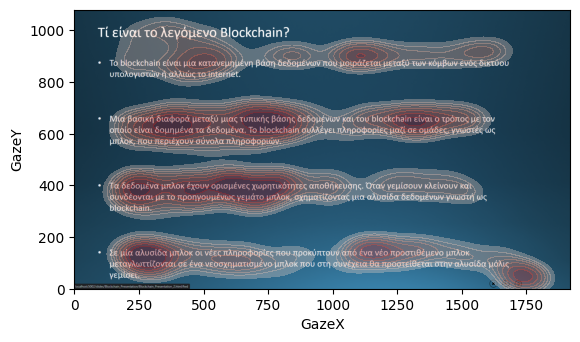 Τί είναι το λεγόμενο Blockchain?
• Το blockchain είναι μια κατανεμημένη βάση δεδομένων που μοιράζεται μεταξύ των κόμβων ενός δικτύου
υπολογιστών ή αλλιώς το internet.
• Μια βασική διαφορά μεταξύ μιας τυπικής βάσης δεδομένων και του blockchain είναι ο τρόπος με τον
οποίο είναι δομημένα τα δεδομένα. Το blockchain συλλέγει πληροφορίες μαζί σε ομάδες, γνωστές ως
μπλοκ, που περιέχουν σύνολα πληροφοριών.
• Τα δεδομένα μπλοκ έχουν ορισμένες χωρητικότητες αποθήκευσης. Όταν γεμίσουν κλείνουν και
συνδέονται με το προηγουμένως γεμάτο μπλοκ, σχηματίζοντας μια αλυσίδα δεδομένων γνωστή ως
blockchain.
• Σε μία αλυσίδα μπλοκ οι νέες πληροφορίες που προκύπτουν από ένα νέο προστιθέμενο μπλοκ
μεταγλωττίζονται σε ένα νεοσχηματισμένο μπλοκ που στη συνέχεια θα προστείθεται στην αλυσίδα μόλις
γεμίσει.
GazeY
1000
800
600
400
200
0
0 250 500 750 1000 1250 1500 1750
GazeX